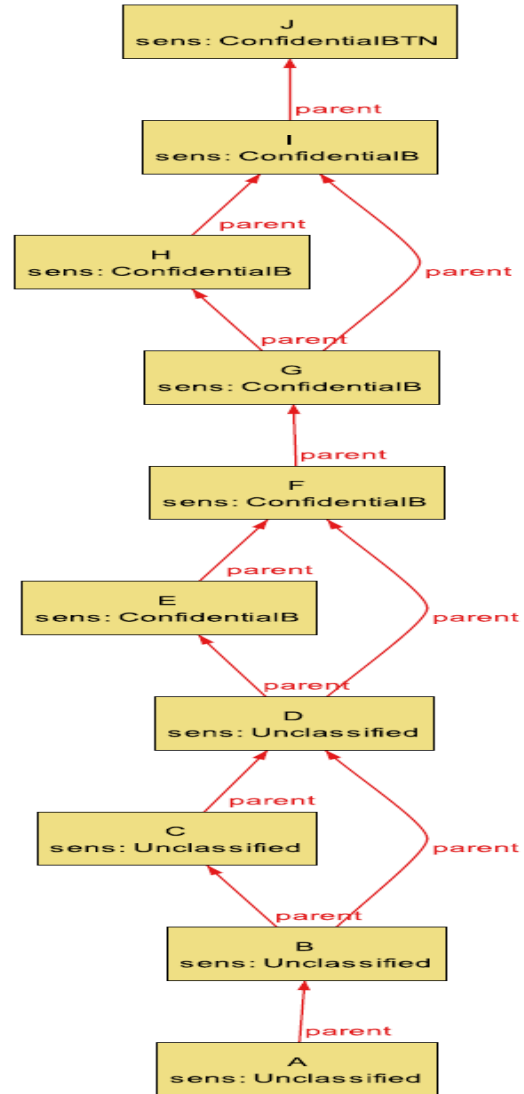 J
sens: ConfidentialBTN
parent
I
sens: ConfidentialB
parent
H
sens: ConfidentialB
parent
parent
G
sens: ConfidentialB
parent
F
sens: ConfidentialB
parent
E
sens: ConfidentialB
parent
parent
D
sens: Unclassified
parent
C
sens: Unclassified
parent
parent
B
sens: Unclassified
parent
A
sens: Unclassified